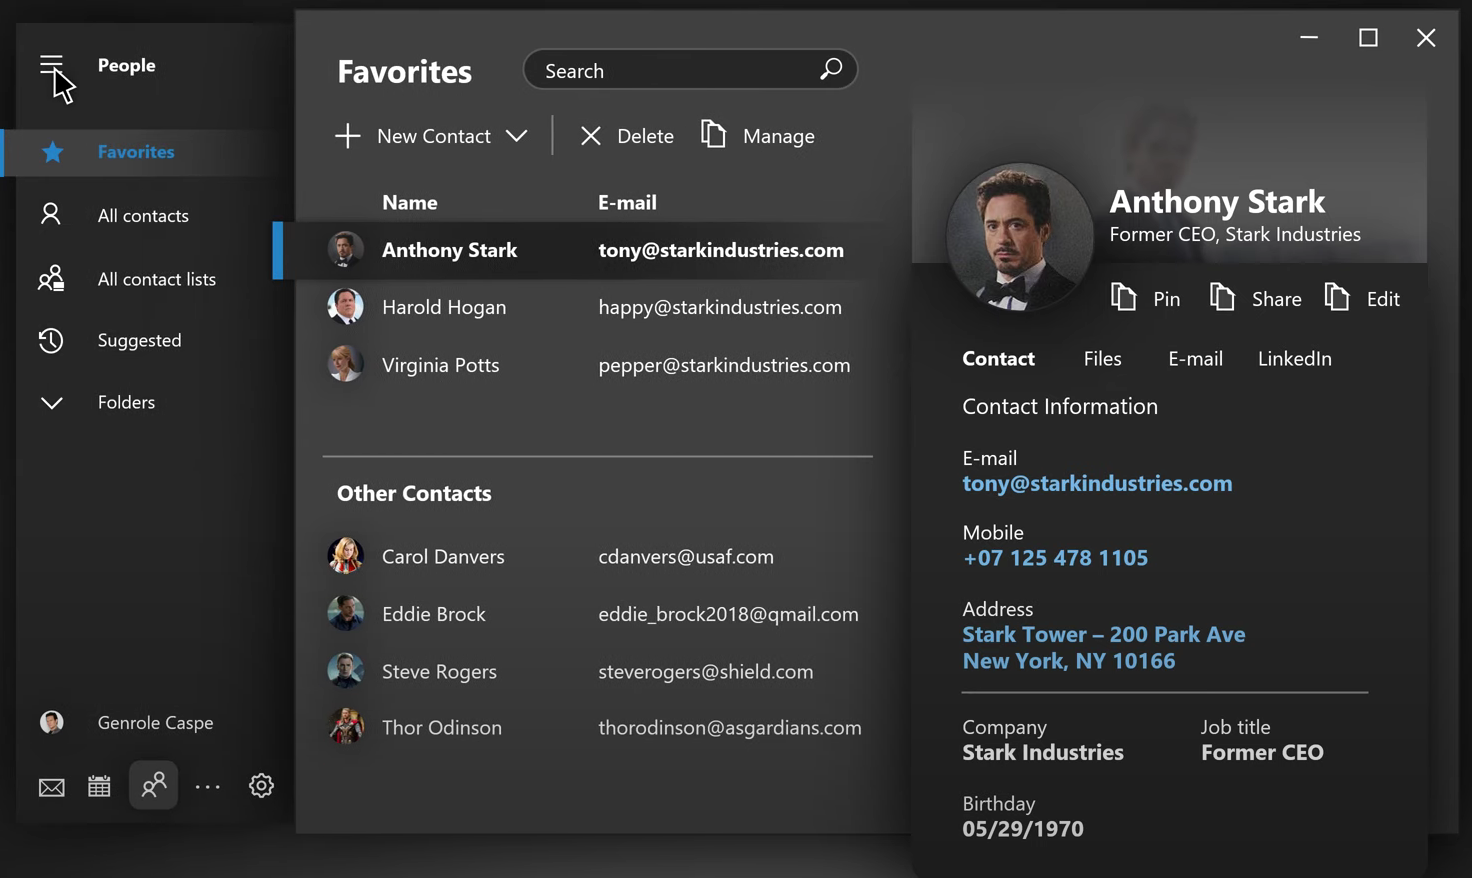 People
Favorites
All contacts
All contact lists
Suggested
Folders
Genrole Caspe
Favorites
Search
New Contact
Delete
Manage
Name E-mail
Anthony Stark tony@starkindustries.com
Harold Hogan happy@starkindustries.com
Virginia Potts pepper@starkindustries.com
Other Contacts
Carol Danvers cdanvers@usaf.com
Eddie Brock eddie_brock2018@qmail.com
Steve Rogers steverogers@shield.com
Thor Odinson thorodinson@asgardians.com
Anthony Stark
Former CEO, Stark Industries
Pin Share Edit
Contact Files E-mail LinkedIn
Contact Information
E-mail
tony@starkindustries.com
Mobile
+07 125 478 1105
Address
Stark Tower – 200 Park Ave
New York, NY 10166
Company Job title
Stark Industries Former CEO
Birthday
05/29/1970